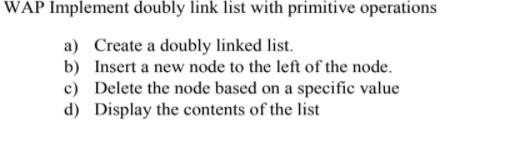 WAP Implement doubly link list with primitive operations
a) Create a doubly linked list.
b) Insert a new node to the left of the node.
c) Delete the node based on a specific value
d) Display the contents of the list